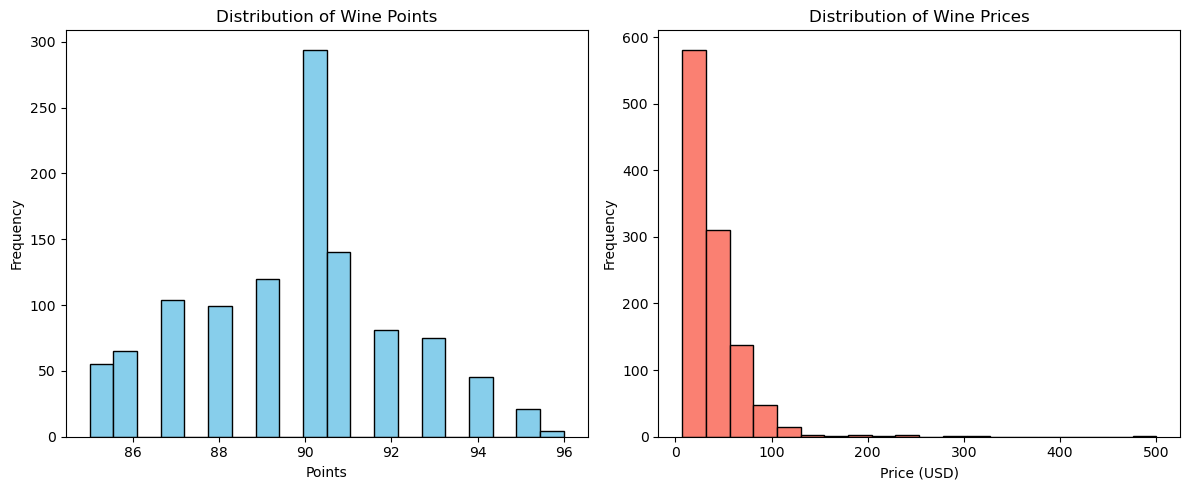 Distribution of Wine Points
300
250
200
150
100
50
0
Frequency
86 88 90 92 94 96
Points
Distribution of Wine Prices
600
500
400
300
200
100
0
Frequency
0 100 200 300 400 500
Price (USD)